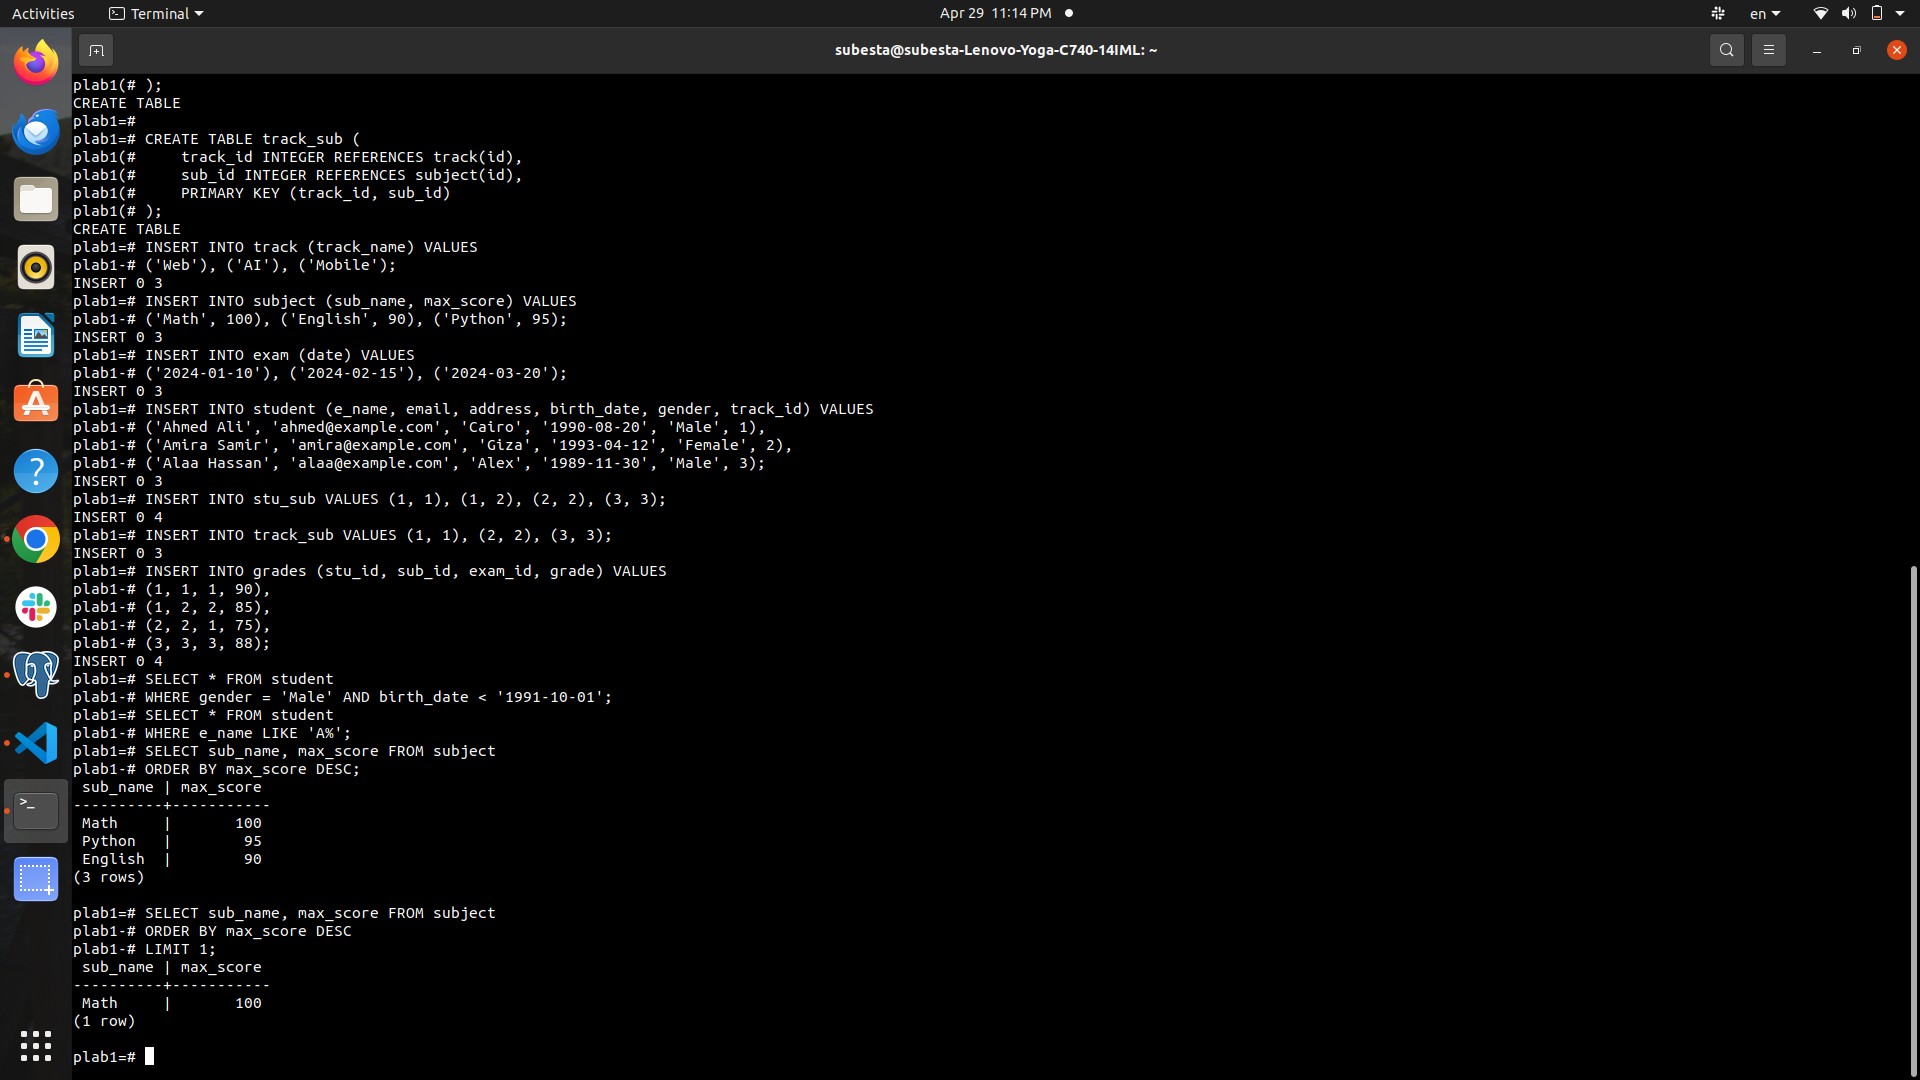 Activities
Terminal
Apr 29 11:14 PM
en
subesta@subesta-Lenovo-Yoga-C740-14IML: ~
plab1(# );
CREATE TABLE
plab1=#
plab1=# CREATE TABLE track_sub (
plab1(#     track_id INTEGER REFERENCES track(id),
plab1(#     sub_id INTEGER REFERENCES subject(id),
plab1(#     PRIMARY KEY (track_id, sub_id)
plab1(# );
CREATE TABLE
plab1=# INSERT INTO track (track_name) VALUES
plab1-# ('Web'), ('AI'), ('Mobile');
INSERT 0 3
plab1=# INSERT INTO subject (sub_name, max_score) VALUES
plab1-# ('Math', 100), ('English', 90), ('Python', 95);
INSERT 0 3
plab1=# INSERT INTO exam (date) VALUES
plab1-# ('2024-01-10'), ('2024-02-15'), ('2024-03-20');
INSERT 0 3
plab1=# INSERT INTO student (e_name, email, address, birth_date, gender, track_id) VALUES
plab1-# ('Ahmed Ali', 'ahmed@example.com', 'Cairo', '1990-08-20', 'Male', 1),
plab1-# ('Amira Samir', 'amira@example.com', 'Giza', '1993-04-12', 'Female', 2),
plab1-# ('Alaa Hassan', 'alaa@example.com', 'Alex', '1989-11-30', 'Male', 3);
INSERT 0 3
plab1=# INSERT INTO stu_sub VALUES (1, 1), (1, 2), (2, 2), (3, 3);
INSERT 0 4
plab1=# INSERT INTO track_sub VALUES (1, 1), (2, 2), (3, 3);
INSERT 0 3
plab1=# INSERT INTO grades (stu_id, sub_id, exam_id, grade) VALUES
plab1-# (1, 1, 1, 90),
plab1-# (1, 2, 2, 85),
plab1-# (2, 2, 1, 75),
plab1-# (3, 3, 3, 88);
INSERT 0 4
plab1=# SELECT * FROM student
plab1-# WHERE gender = 'Male' AND birth_date < '1991-10-01';
plab1=# SELECT * FROM student
plab1-# WHERE e_name LIKE 'A%';
plab1=# SELECT sub_name, max_score FROM subject
plab1-# ORDER BY max_score DESC;
 sub_name | max_score
----------+-----------
 Math     |       100
 Python   |        95
 English  |        90
(3 rows)
plab1=# SELECT sub_name, max_score FROM subject
plab1-# ORDER BY max_score DESC
plab1-# LIMIT 1;
 sub_name | max_score
----------+-----------
 Math     |       100
(1 row)
plab1=#